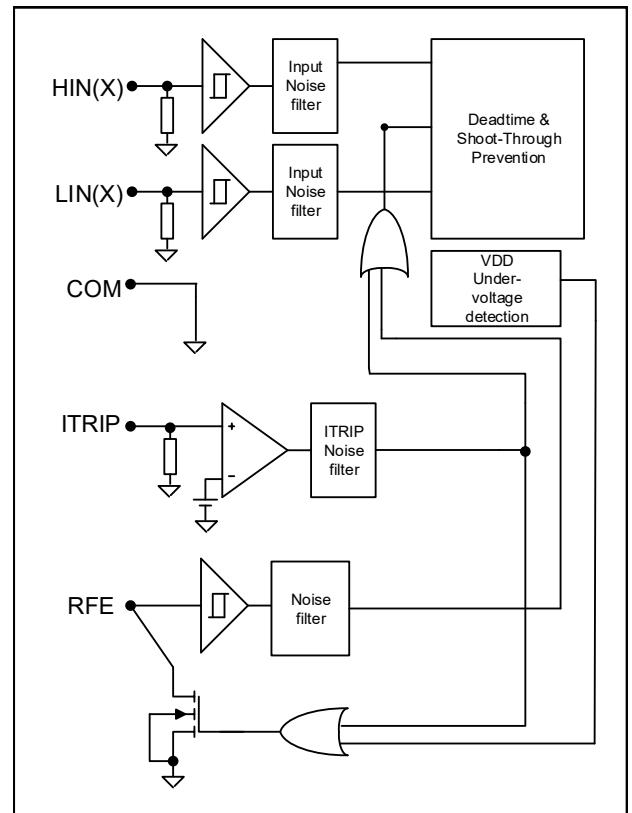 HIN(X)
Input
Noise
filter
Deadtime &
Shoot-Through
Prevention
LIN(X)
Input
Noise
filter
COM
VDD
Under-
voltage
detection
ITRIP
+
−
ITRIP
Noise
filter
RFE
Noise
filter